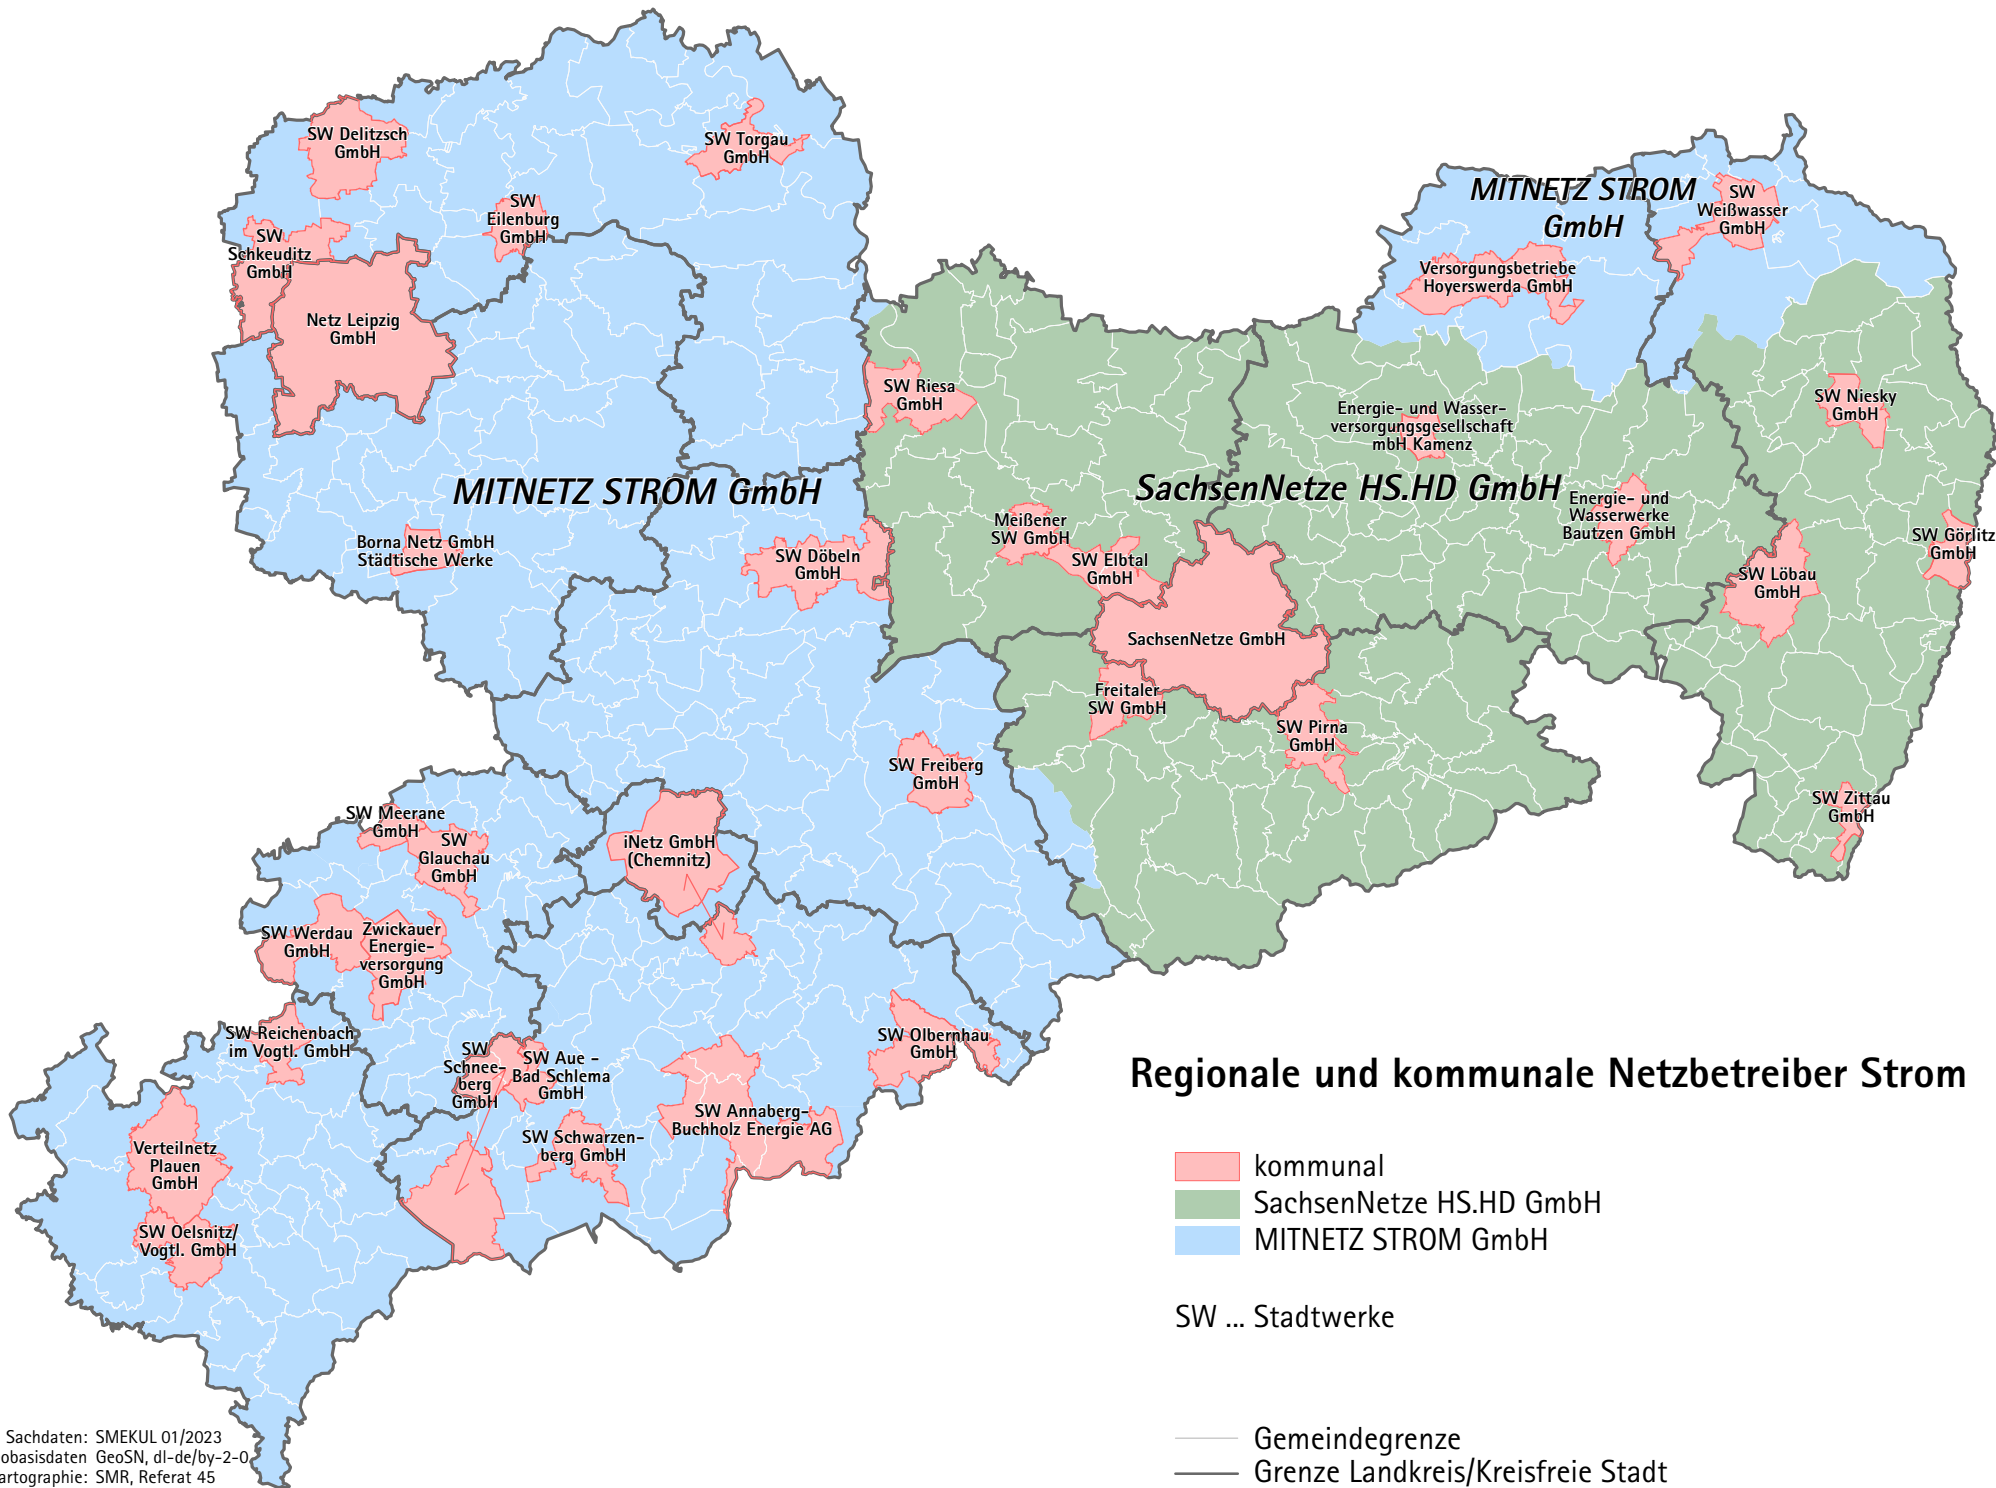 SW Delitzsch
GmbH
SW Torgau
GmbH
SW
Eilenburg
GmbH
SW
Schkeuditz
GmbH
Netz Leipzig
GmbH
MITNETZ STROM
GmbH
SW
Weißwasser
GmbH
Versorgungsbetriebe
Hoyerswerda GmbH
SW Riesa
GmbH
Energie- und Wasser-
versorgungsgesellschaft
mbH Kamenz
SW Niesky
GmbH
MITNETZ STROM GmbH
SachsenNetze HS.HD GmbH
Energie- und
Wasserwerke
Bautzen GmbH
Meißener
SW GmbH
SW Görlitz
GmbH
Borna Netz GmbH
Städtische Werke
SW Döbeln
GmbH
SW Elbtal
GmbH
SW Löbau
GmbH
SachsenNetze GmbH
Freitaler
SW GmbH
SW Pirna
GmbH
SW Freiberg
GmbH
SW Zittau
GmbH
SW Meerane
GmbH
SW
Glauchau
GmbH
iNetz GmbH
(Chemnitz)
SW Werdau
GmbH
Zwickauer
Energie-
versorgung
GmbH
SW Reichenbach
im Vogtl. GmbH
SW
Schnee-
berg
GmbH
SW Aue -
Bad Schlema
GmbH
SW Olbernhau
GmbH
SW Annaberg-
Buchholz Energie AG
SW Schwarzen-
berg GmbH
Verteilnetz
Plauen
GmbH
SW Oelsnitz/
Vogtl. GmbH
Regionale und kommunale Netzbetreiber Strom
kommunal
SachsenNetze HS.HD GmbH
MITNETZ STROM GmbH
SW ... Stadtwerke
Gemeindegrenze
Grenze Landkreis/Kreisfreie Stadt
Sachdaten: SMEKUL 01/2023
obasisdaten GeoSN, dl-de/by-2-0
artographie: SMR, Referat 45